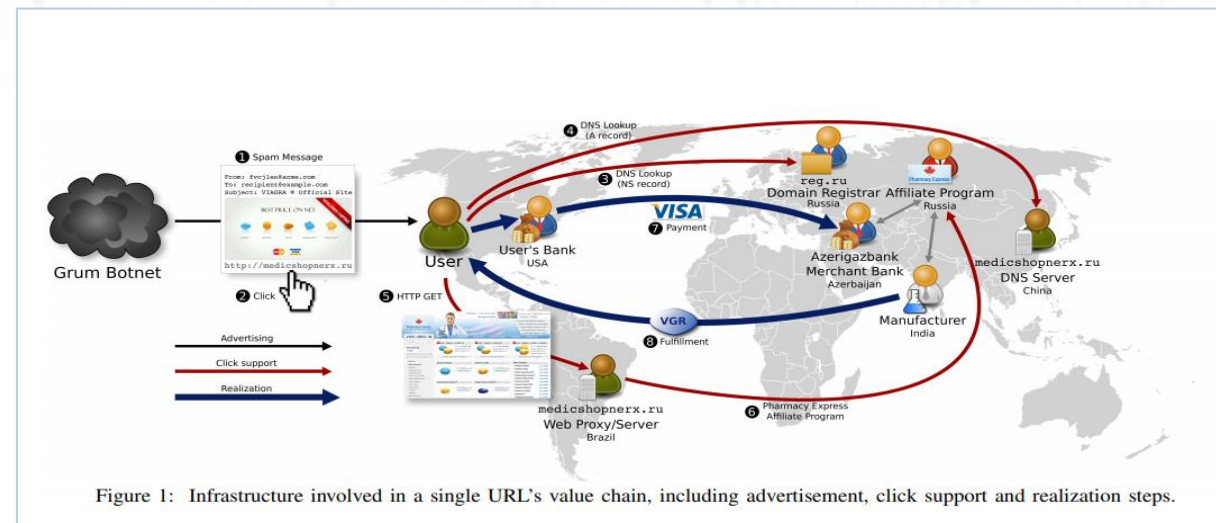 ① Spam Message
From: fvcjleo@acme.com
To: recipient@example.com
Subject: VIAGRA ® Official Site
BEST PRICE ON NET
http://medicshopnerx.ru
② Click
Grum Botnet
Advertising
Click support
Realization
④ DNS Lookup
(A record)
③ DNS Lookup
(NS record)
User
User's Bank
USA
VISA
⑦ Payment
reg.ru
Domain Registrar
Russia
Pharmacy Express
Affiliate Program
Russia
Azerigazbank
Merchant Bank
Azerbaijan
medicshopnerx.ru
DNS Server
China
Manufacturer
India
VGR
⑧ Fulfillment
⑤ HTTP GET
medicshopnerx.ru
Web Proxy/Server
Brazil
⑥ Pharmacy Express
Affiliate Program
Figure 1: Infrastructure involved in a single URL's value chain, including advertisement, click support and realization steps.